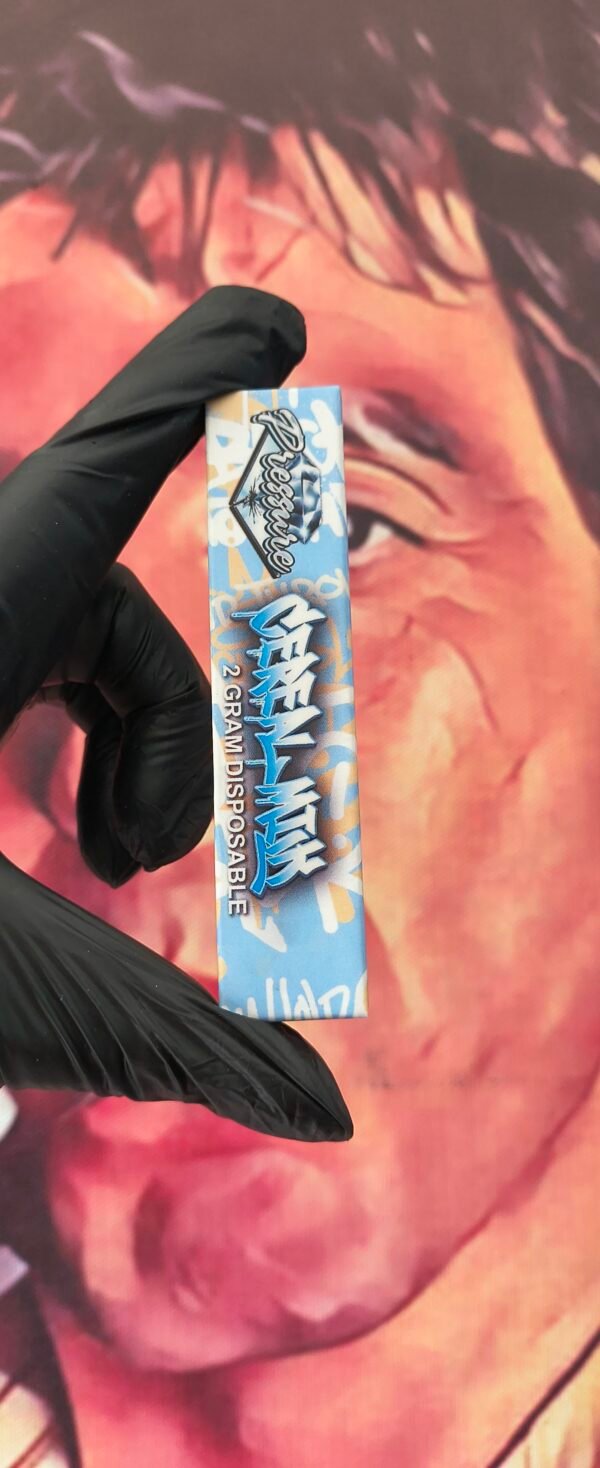 Pressure
CEREAL MILK
2 GRAM DISPOSABLE